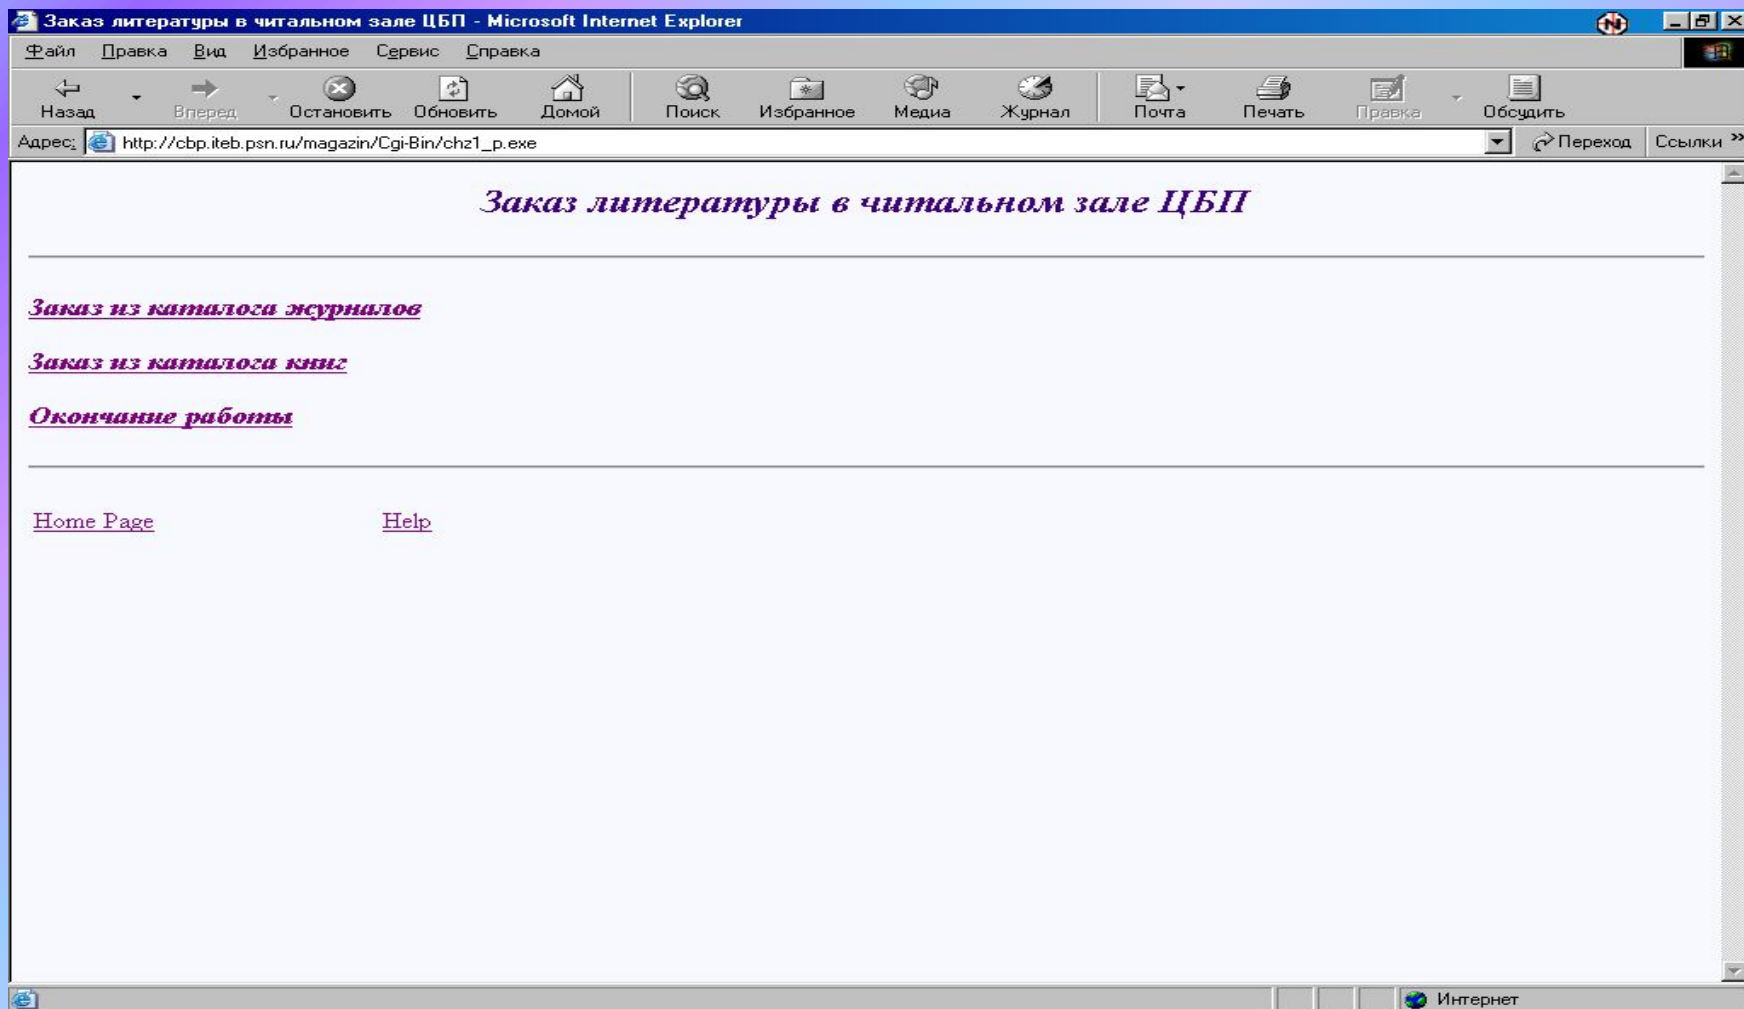 Заказ литературы в читальном зале ЦБП - Microsoft Internet Explorer
Файл Правка Вид Избранное Сервис Справка
Назад Вперед Остановить Обновить Домой Поиск Избранное Медиа Журнал Почта Печать Правка Обсудить
Адрес: http://cbp.iteb.psn.ru/magazin/Cgi-Bin/chz1_p.exe Переход Ссылки »
Заказ литературы в читальном зале ЦБП
Заказ из каталога журналов
Заказ из каталога книг
Окончание работы
Home Page Help
Интернет